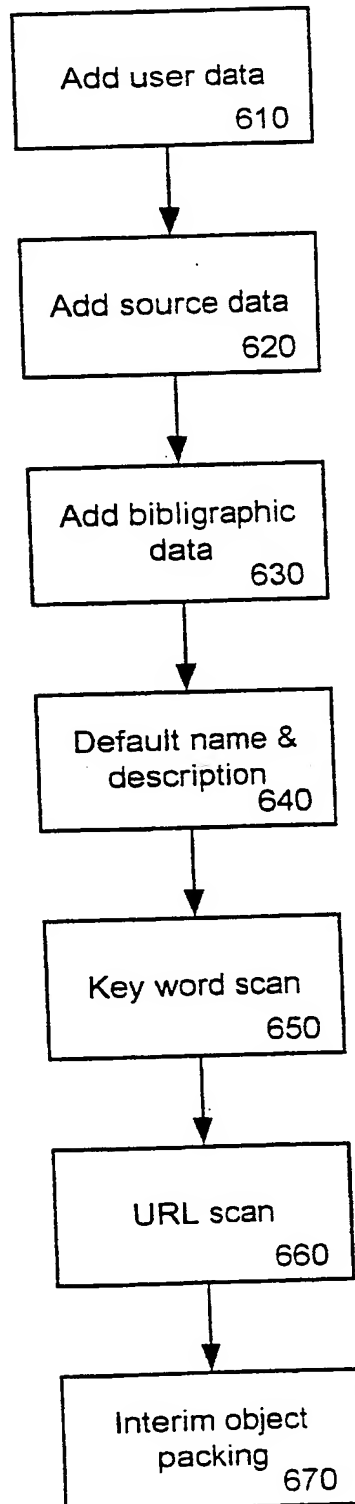 Add user data
610
Add source data
620
Add bibligraphic
data
630
Default name &
description
640
Key word scan
650
URL scan
660
Interim object
packing
670